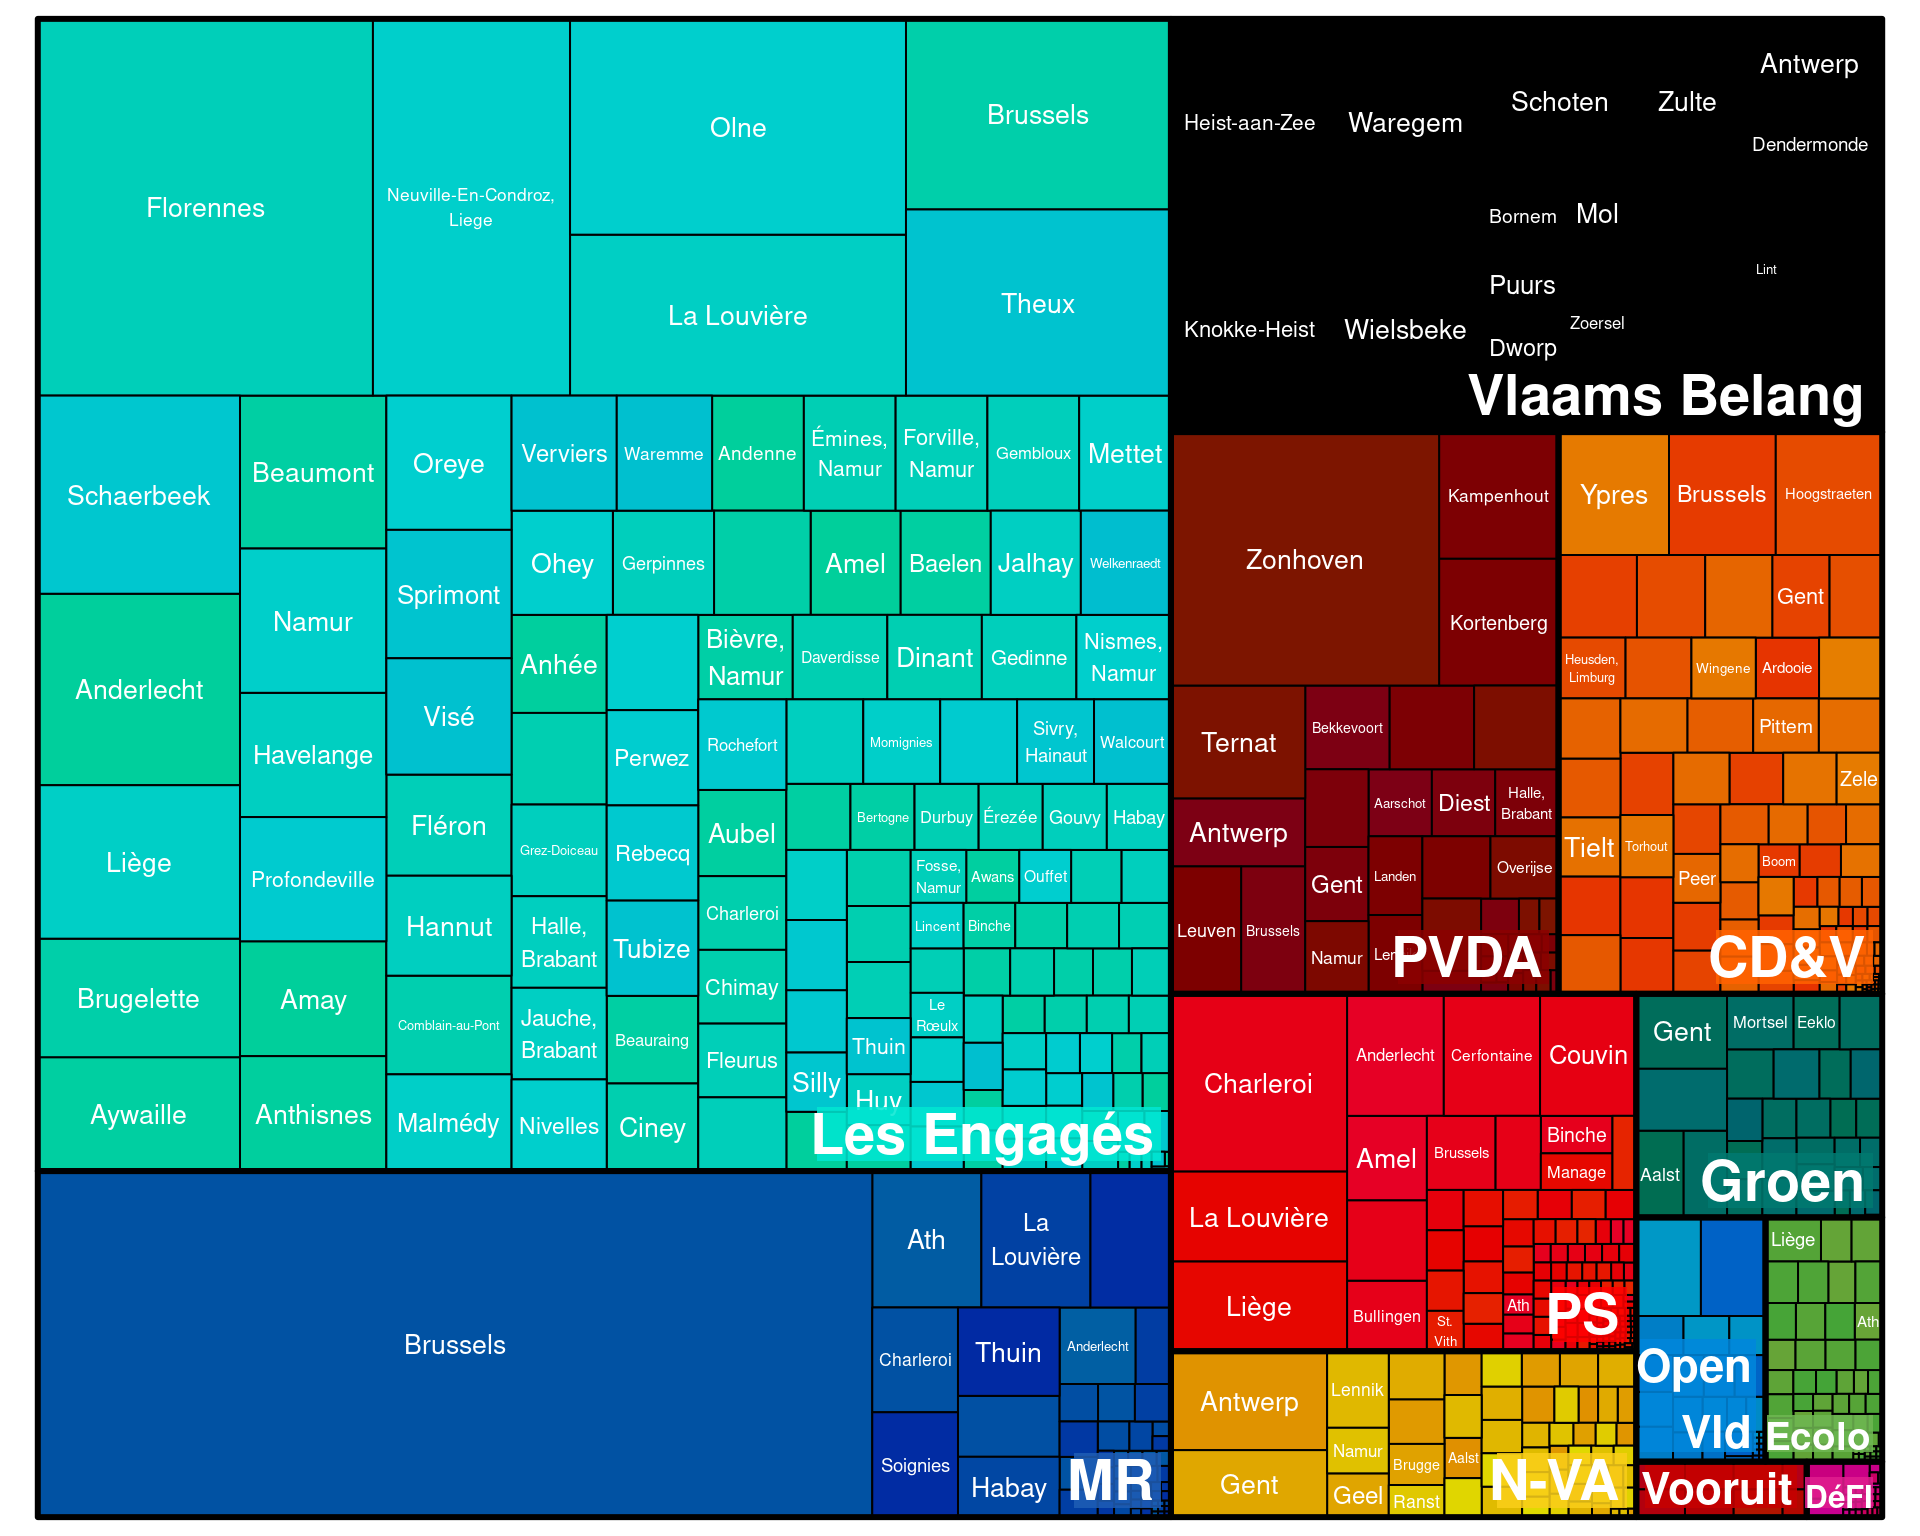 Florennes
Neuville-En-Condroz,
Liege
Olne
La Louvière
Brussels
Theux
Schaerbeek
Anderlecht
Liège
Brugelette
Aywaille
Beaumont
Namur
Havelange
Profondeville
Amay
Anthisnes
Oreye
Sprimont
Visé
Fléron
Hannut
Comblain-au-Pont
Malmédy
Verviers
Waremme
Andenne
Émines,
Namur
Forville,
Namur
Gembloux
Mettet
Ohey
Gerpinnes
Amel
Baelen
Jalhay
Welkenraedt
Anhée
Grez-Doiceau
Halle,
Brabant
Jauche,
Brabant
Nivelles
Perwez
Rebecq
Tubize
Beauraing
Ciney
Bièvre,
Namur
Daverdisse
Dinant
Gedinne
Nismes,
Namur
Rochefort
Aubel
Charleroi
Chimay
Fleurus
Momignies
Sivry,
Hainaut
Walcourt
Bertogne
Durbuy
Érezée
Gouvy
Habay
Silly
Thuin
Huy
Fosse,
Namur
Awans
Ouffet
Lincent
Binche
Le
Rœulx
Les Engagés
Brussels
Ath
La
Louvière
Charleroi
Soignies
Thuin
Anderlecht
Habay
MR
Heist-aan-Zee
Waregem
Schoten
Zulte
Antwerp
Dendermonde
Bornem
Mol
Lint
Puurs
Zoersel
Knokke-Heist
Wielsbeke
Dworp
Vlaams Belang
Zonhoven
Kampenhout
Kortenberg
Ternat
Antwerp
Leuven
Brussels
Bekkevoort
Aarschot
Diest
Halle,
Brabant
Gent
Landen
Overijse
Namur
Ler
PVDA
Ypres
Brussels
Hoogstraeten
Gent
Heusden,
Limburg
Wingene
Ardooie
Pittem
Zele
Tielt
Torhout
Boom
Peer
CD&V
Charleroi
La Louvière
Liège
Anderlecht
Cerfontaine
Couvin
Amel
Brussels
Binche
Manage
Bullingen
St.
Vith
Ath
PS
Antwerp
Gent
Lennik
Namur
Geel
Brugge
Ranst
Aalst
N-VA
Gent
Mortsel
Eeklo
Aalst
Groen
Open
Vld
Liège
Ath
Ecolo
Vooruit
DéFI